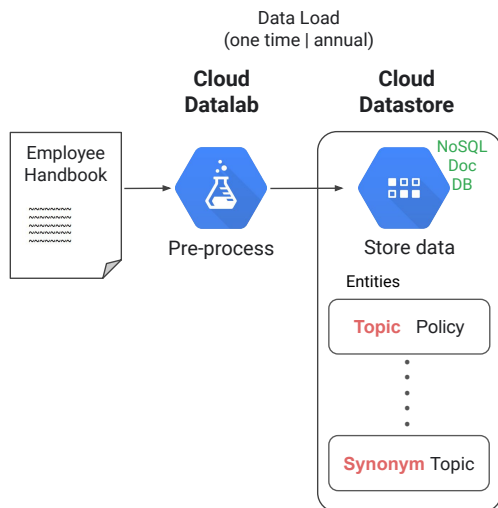 Data Load
(one time | annual)
Cloud
Datalab
Cloud
Datastore
Employee
Handbook
NoSQL
Doc
DB
Pre-process
Store data
Entities
Topic Policy
Synonym Topic